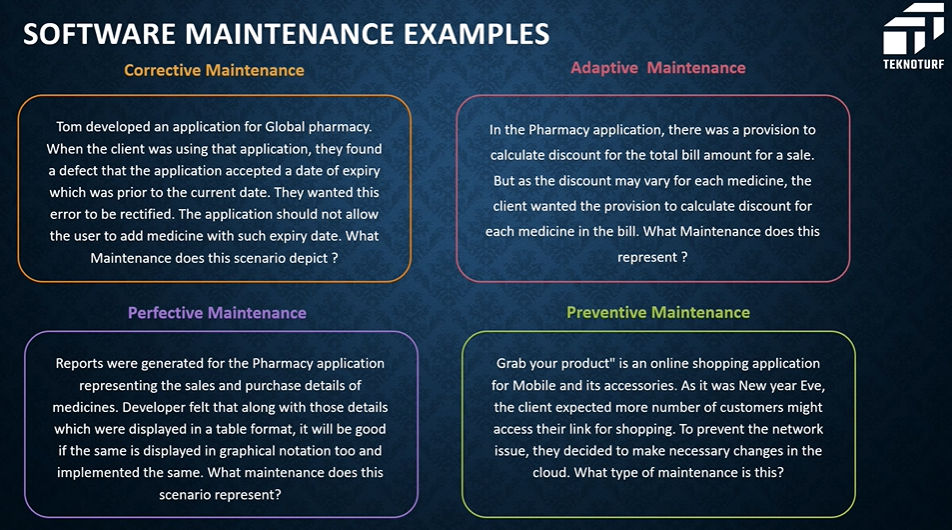 SOFTWARE MAINTENANCE EXAMPLES
TEKNOTURF
Corrective Maintenance
Tom developed an application for Global pharmacy.
When the client was using that application, they found
a defect that the application accepted a date of expiry
which was prior to the current date. They wanted this
error to be rectified. The application should not allow
the user to add medicine with such expiry date. What
Maintenance does this scenario depict ?
Adaptive  Maintenance
In the Pharmacy application, there was a provision to
calculate discount for the total bill amount for a sale.
But as the discount may vary for each medicine, the
client wanted the provision to calculate discount for
each medicine in the bill. What Maintenance does this
represent ?
Perfective Maintenance
Reports were generated for the Pharmacy application
representing the sales and purchase details of
medicines. Developer felt that along with those details
which were displayed in a table format, it will be good
if the same is displayed in graphical notation too and
implemented the same. What maintenance does this
scenario represent?
Preventive Maintenance
Grab your product" is an online shopping application
for Mobile and its accessories. As it was New year Eve,
the client expected more number of customers might
access their link for shopping. To prevent the network
issue, they decided to make necessary changes in the
cloud. What type of maintenance is this?